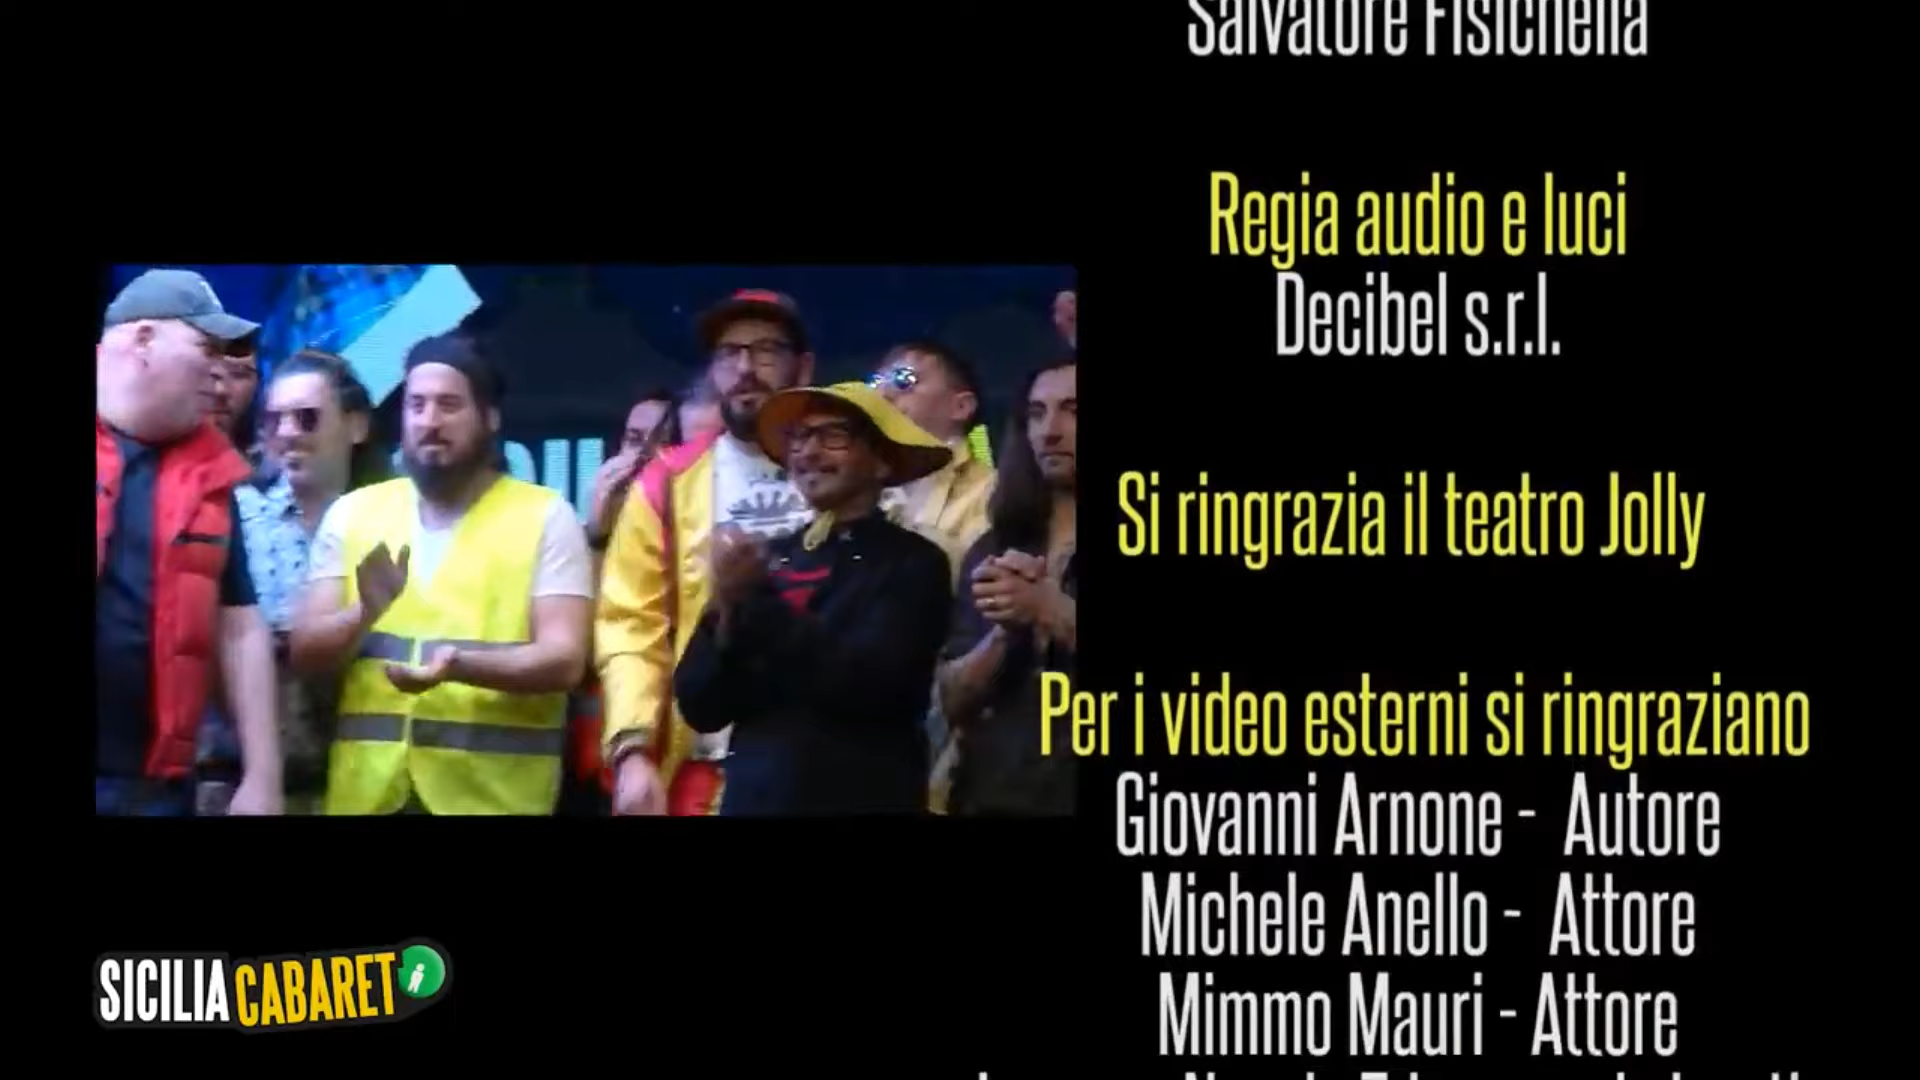 Salvatore Fisichella
Regia audio e luci
Decibel s.r.l.
Si ringrazia il teatro Jolly
Per i video esterni si ringraziano
Giovanni Arnone - Autore
Michele Anello - Attore
Mimmo Mauri - Attore
SICILIA CABARET